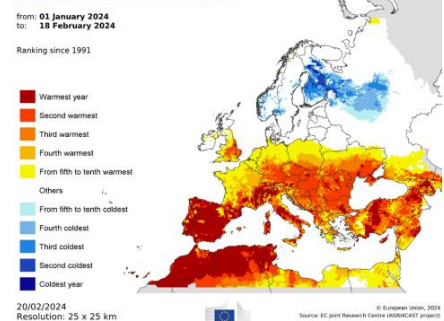 from: 01 January 2024
to: 18 February 2024
Ranking since 1991
Warmest year
Second warmest
Third warmest
Fourth warmest
From fifth to tenth warmest
Others
From fifth to tenth coldest
Fourth coldest
Third coldest
Second coldest
Coldest year
20/02/2024
Resolution: 25 x 25 km
© European Union, 2024
Source: EC Joint Research Centre (AGRI4CAST project)